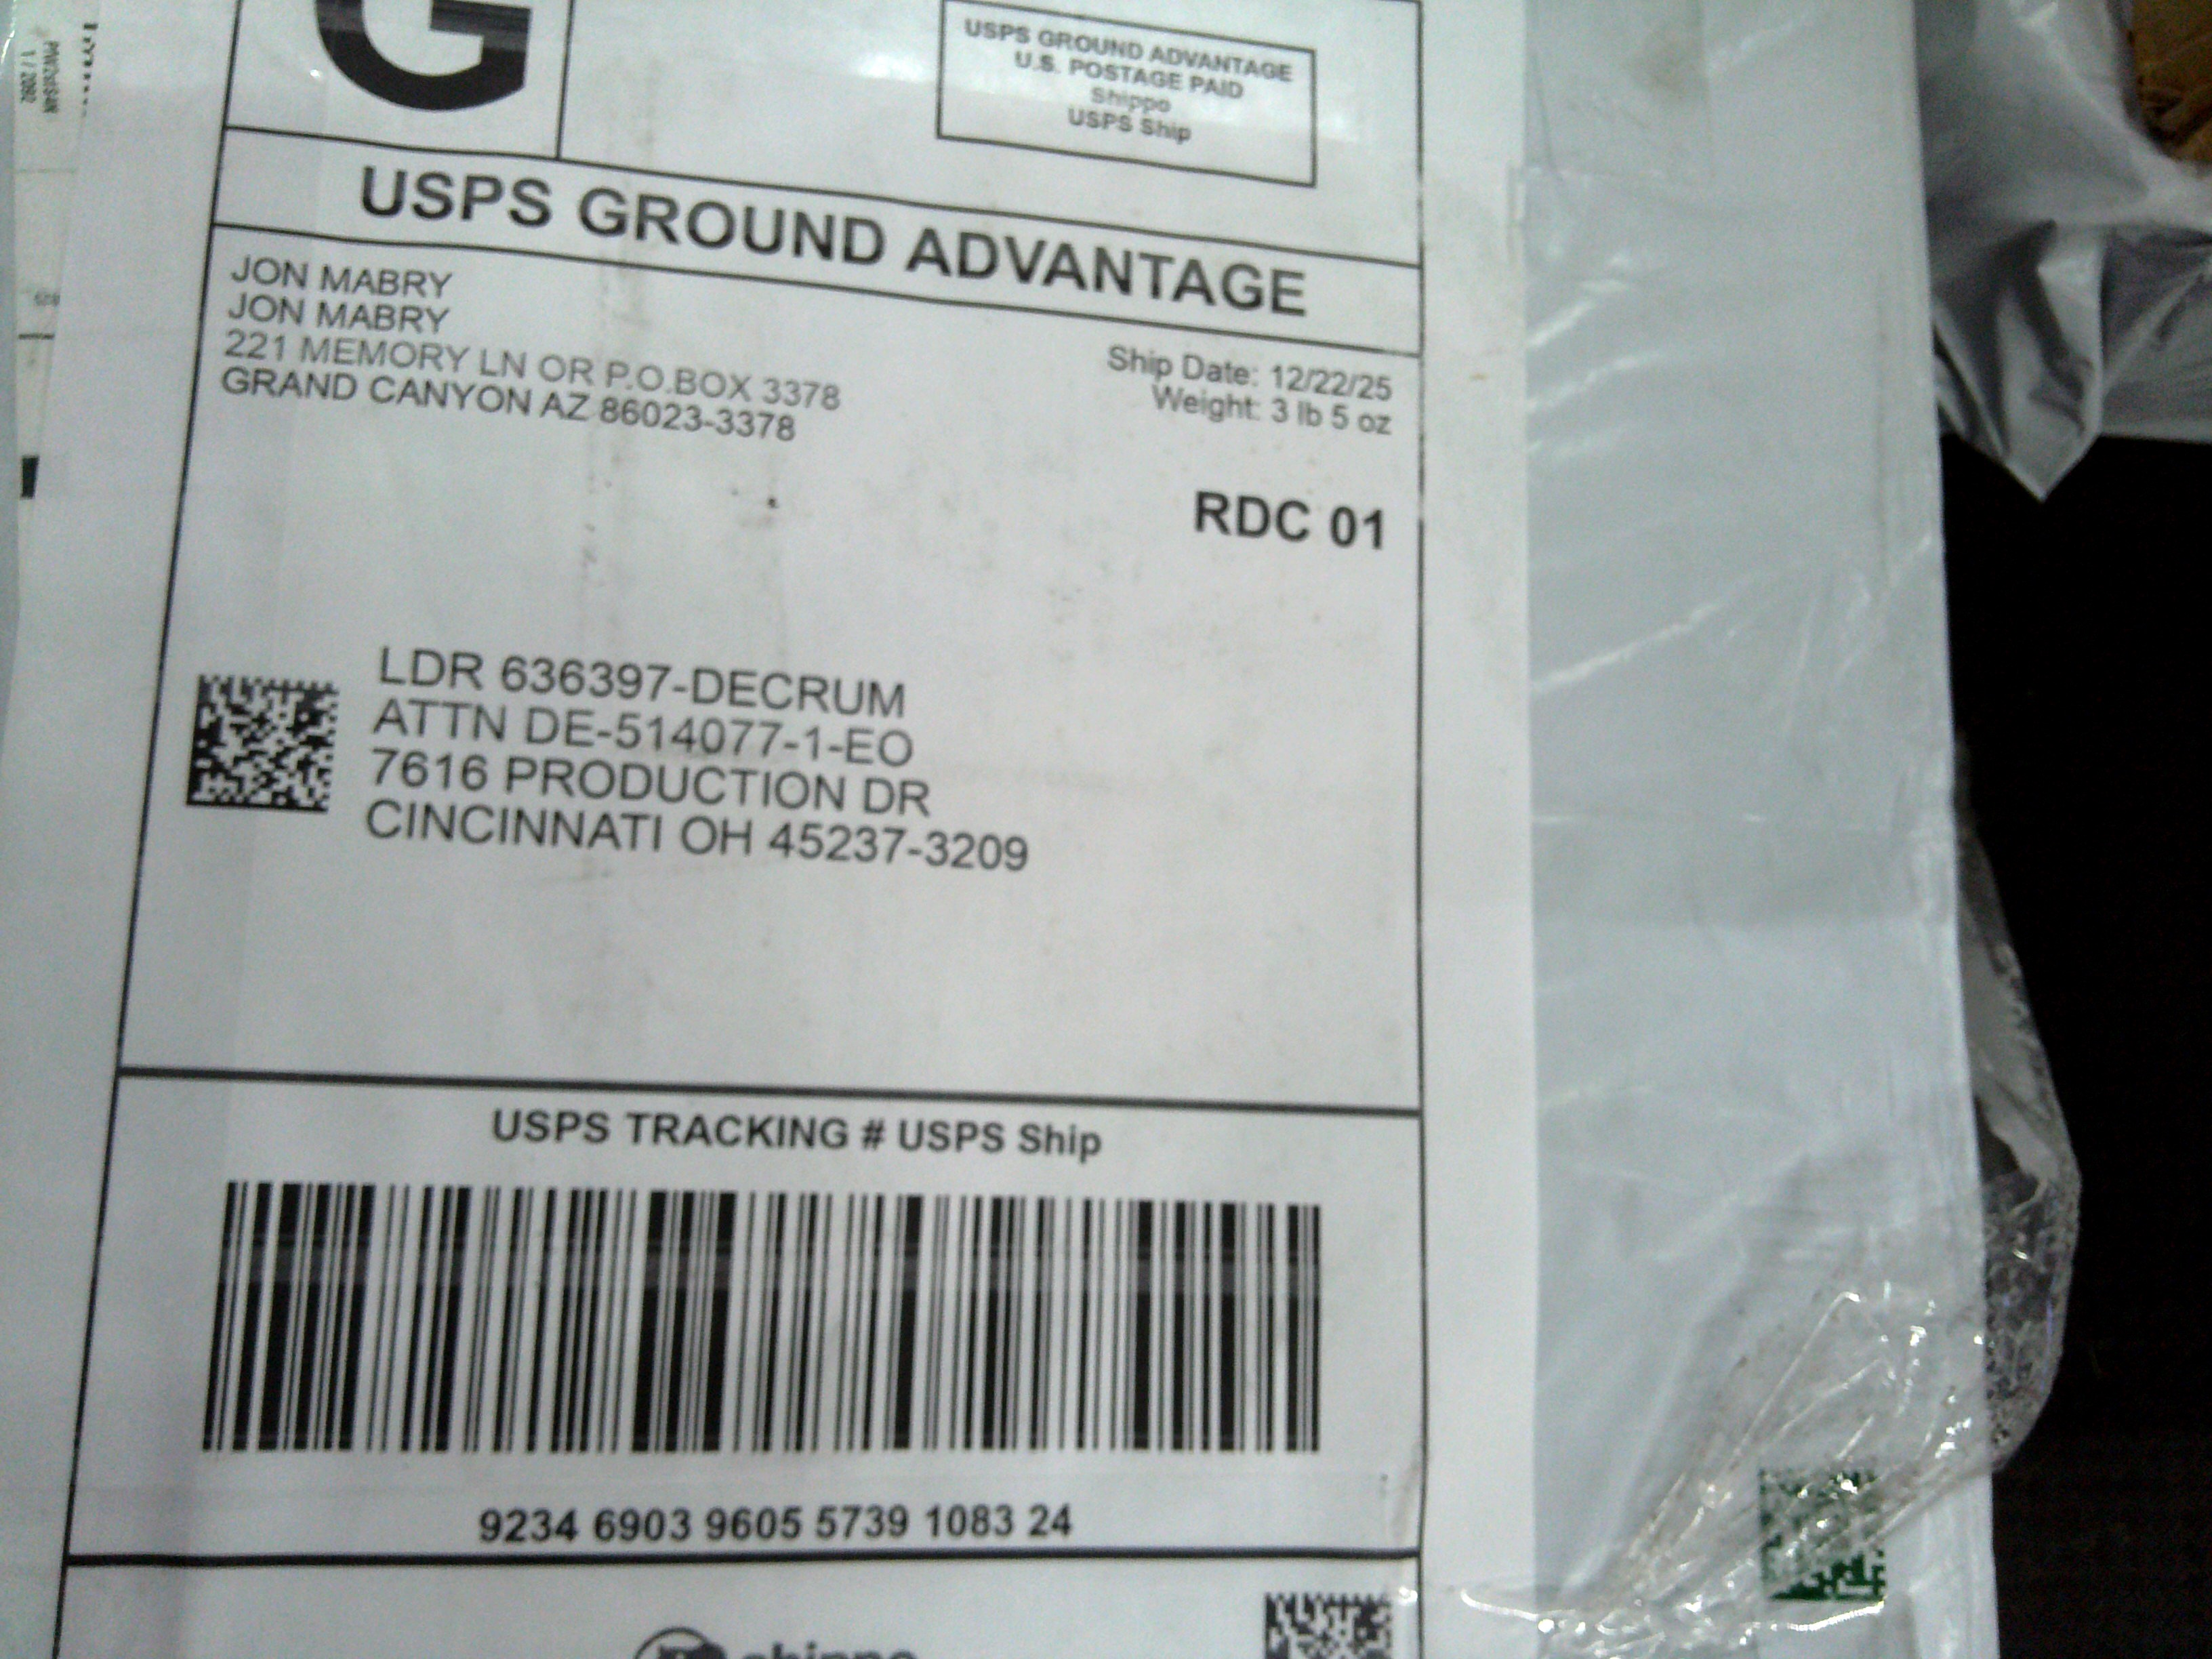 G
USPS GROUND ADVANTAGE
U.S. POSTAGE PAID
Shippo
USPS Ship
USPS GROUND ADVANTAGE
JON MABRY
JON MABRY
221 MEMORY LN OR P.O.BOX 3378
GRAND CANYON AZ 86023-3378
Ship Date: 12/22/25
Weight: 3 lb 5 oz
RDC 01
LDR 636397-DECRUM
ATTN DE-514077-1-EO
7616 PRODUCTION DR
CINCINNATI OH 45237-3209
USPS TRACKING # USPS Ship
9234 6903 9605 5739 1083 24
shippo